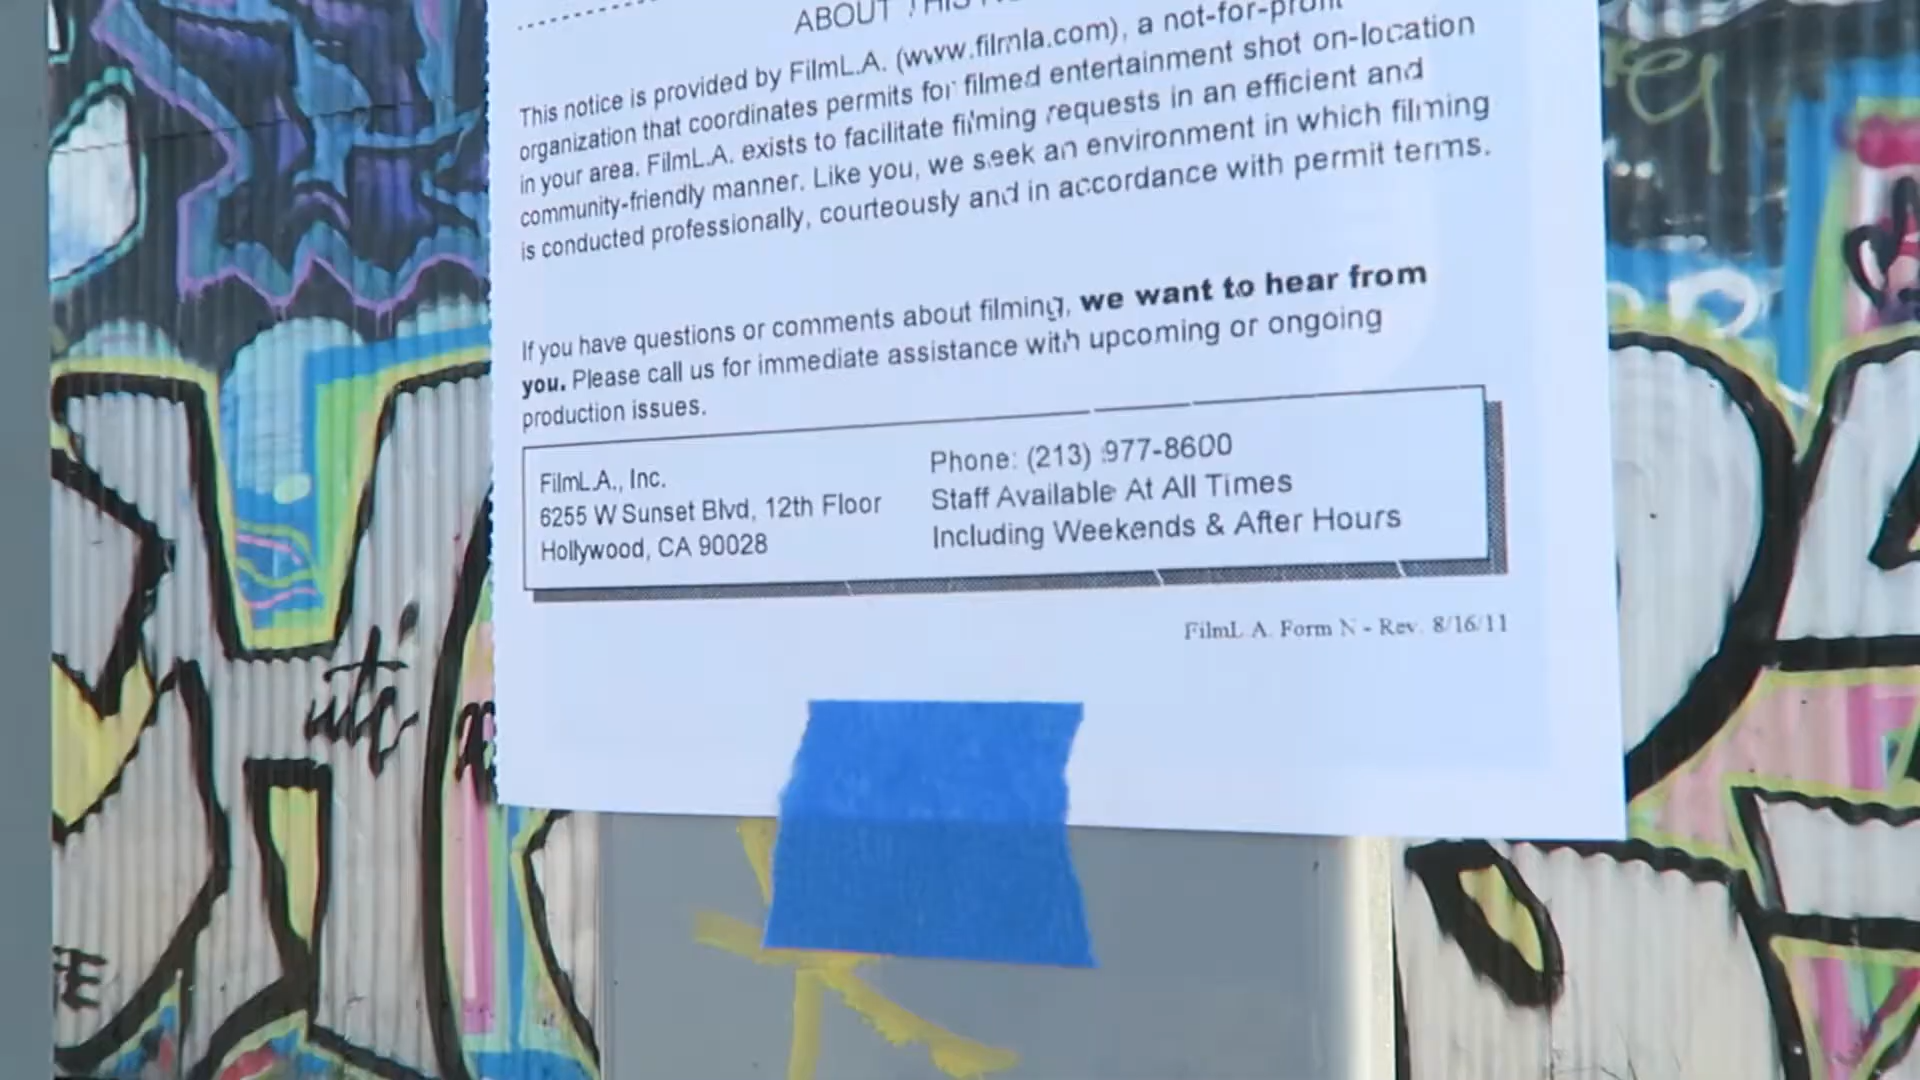 ABOUT THIS
This notice is provided by FilmL.A. (www.filmla.com), a not-for-profit
organization that coordinates permits for filmed entertainment shot on-location
in your area. FilmL.A. exists to facilitate filming requests in an efficient and
community-friendly manner. Like you, we seek an environment in which filming
is conducted professionally, courteously and in accordance with permit terms.
If you have questions or comments about filming, we want to hear from
you. Please call us for immediate assistance with upcoming or ongoing
production issues.
FilmL.A., Inc.
6255 W Sunset Blvd, 12th Floor
Hollywood, CA 90028
Phone: (213) 977-8600
Staff Available At All Times
Including Weekends & After Hours
FilmL.A. Form N - Rev. 8/16/11